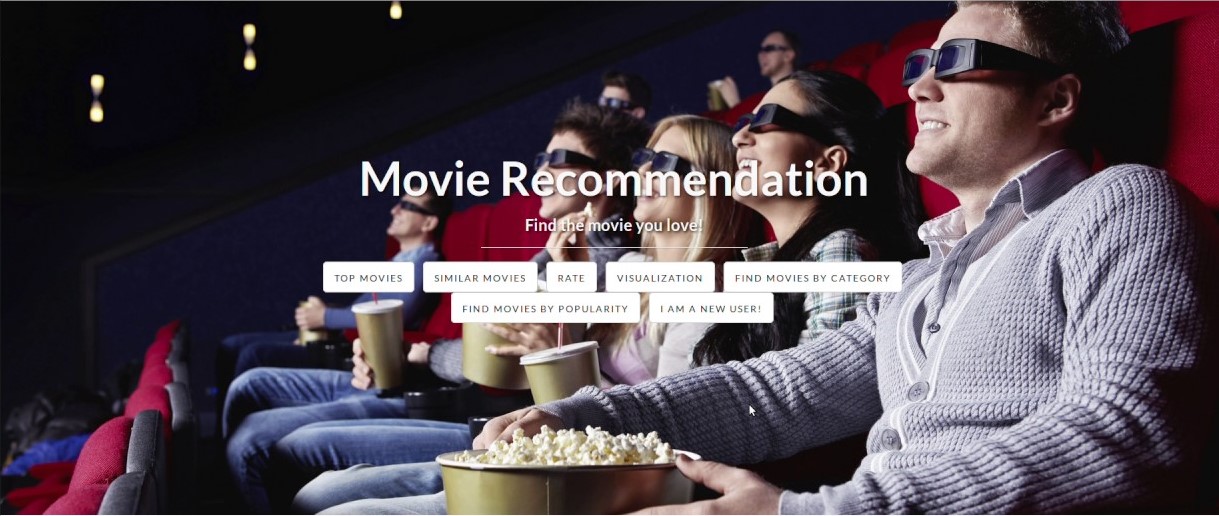 Movie Recommendation
Find the movie you love!
TOP MOVIES SIMILAR MOVIES RATE VISUALIZATION FIND MOVIES BY CATEGORY
FIND MOVIES BY POPULARITY I AM A NEW USER!